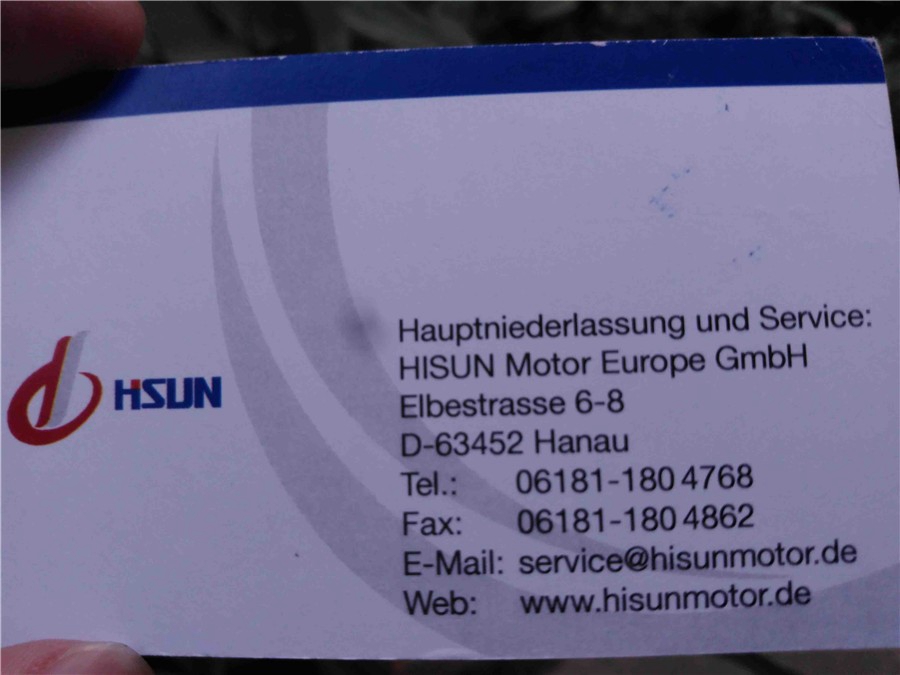 HISUN
Hauptniederlassung und Service:
HISUN Motor Europe GmbH
Elbestrasse 6-8
D-63452 Hanau
Tel.: 06181-180 4768
Fax: 06181-180 4862
E-Mail: service@hisunmotor.de
Web: www.hisunmotor.de